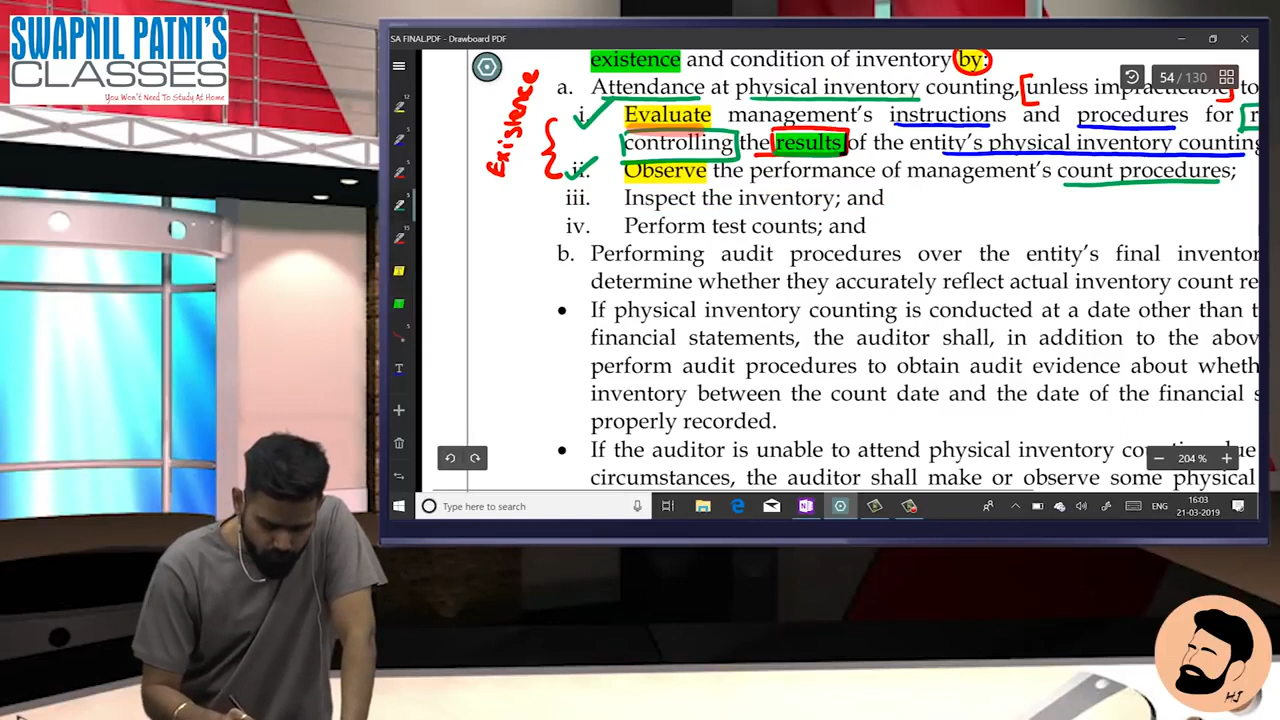 SWAPNIL PATNI'S
CLASSES
You Won't Need To Study At Home
SA FINAL.PDF - Drawboard PDF
54 / 130
existence and condition of inventory by:
a. Attendance at physical inventory counting, [unless impracticable] to
i. Evaluate management's instructions and procedures for r
controlling the results of the entity's physical inventory counting
ii. Observe the performance of management's count procedures;
iii. Inspect the inventory; and
iv. Perform test counts; and
Existence
b. Performing audit procedures over the entity's final inventor
determine whether they accurately reflect actual inventory count re
• If physical inventory counting is conducted at a date other than t
financial statements, the auditor shall, in addition to the abov
perform audit procedures to obtain audit evidence about wheth
inventory between the count date and the date of the financial s
properly recorded.
• If the auditor is unable to attend physical inventory co due
circumstances, the auditor shall make or observe some physical
204 %
Type here to search
ENG
16:03
21-03-2019
HJ